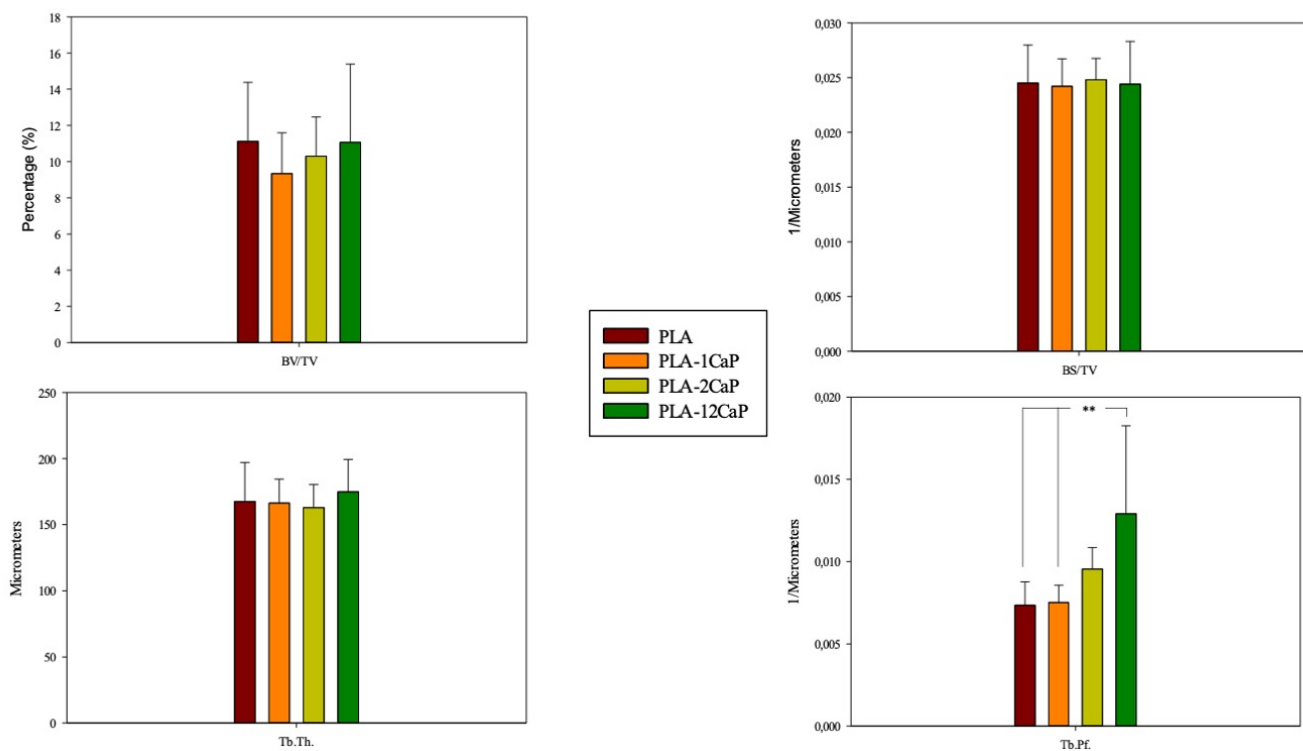 18
16
14
12
10
8
6
4
2
0
Percentage (%)
BV/TV
0,030
0,025
0,020
0,015
0,010
0,005
0,000
1/Micrometers
BS/TV
PLA
PLA-1CaP
PLA-2CaP
PLA-12CaP
250
200
150
100
50
0
Micrometers
Tb.Th.
0,020
0,015
0,010
0,005
0,000
1/Micrometers
**
Tb.Pf.